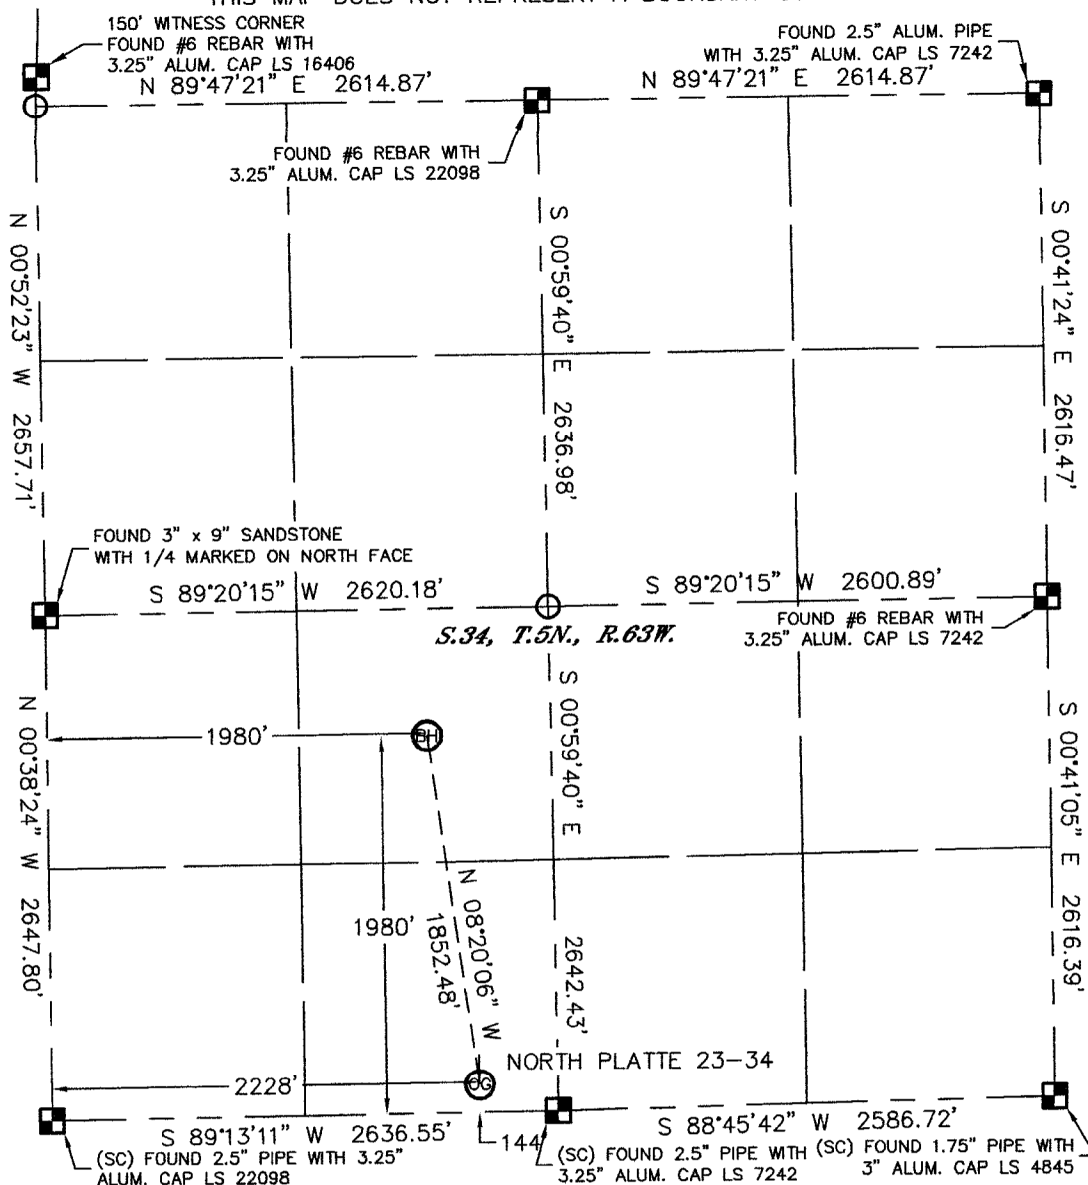 150' WITNESS CORNER
FOUND #6 REBAR WITH
3.25" ALUM. CAP LS 16406
FOUND 2.5" ALUM. PIPE
WITH 3.25" ALUM. CAP LS 7242
N 89°47'21" E 2614.87'
N 89°47'21" E 2614.87'
FOUND #6 REBAR WITH
3.25" ALUM. CAP LS 22098
N 00°52'23" W 2657.71'
S 00°59'40" E 2636.98'
S 00°41'24" E 2616.47'
FOUND 3" x 9" SANDSTONE
WITH 1/4 MARKED ON NORTH FACE
S 89°20'15" W 2620.18'
S 89°20'15" W 2600.89'
S.34, T.5N., R.63W.
FOUND #6 REBAR WITH
3.25" ALUM. CAP LS 7242
N 00°38'24" W 2647.80'
1980'
BH
S 00°59'40" E 2642.43'
S 00°41'05" E 2616.39'
1980'
N 08°20'06" W
1852.48'
NORTH PLATTE 23-34
2228'
OG
S 89°13'11" W 2636.55'
144'
S 88°45'42" W 2586.72'
(SC) FOUND 2.5" PIPE WITH 3.25"
ALUM. CAP LS 22098
(SC) FOUND 2.5" PIPE WITH
3.25" ALUM. CAP LS 7242
(SC) FOUND 1.75" PIPE WITH
3" ALUM. CAP LS 4845